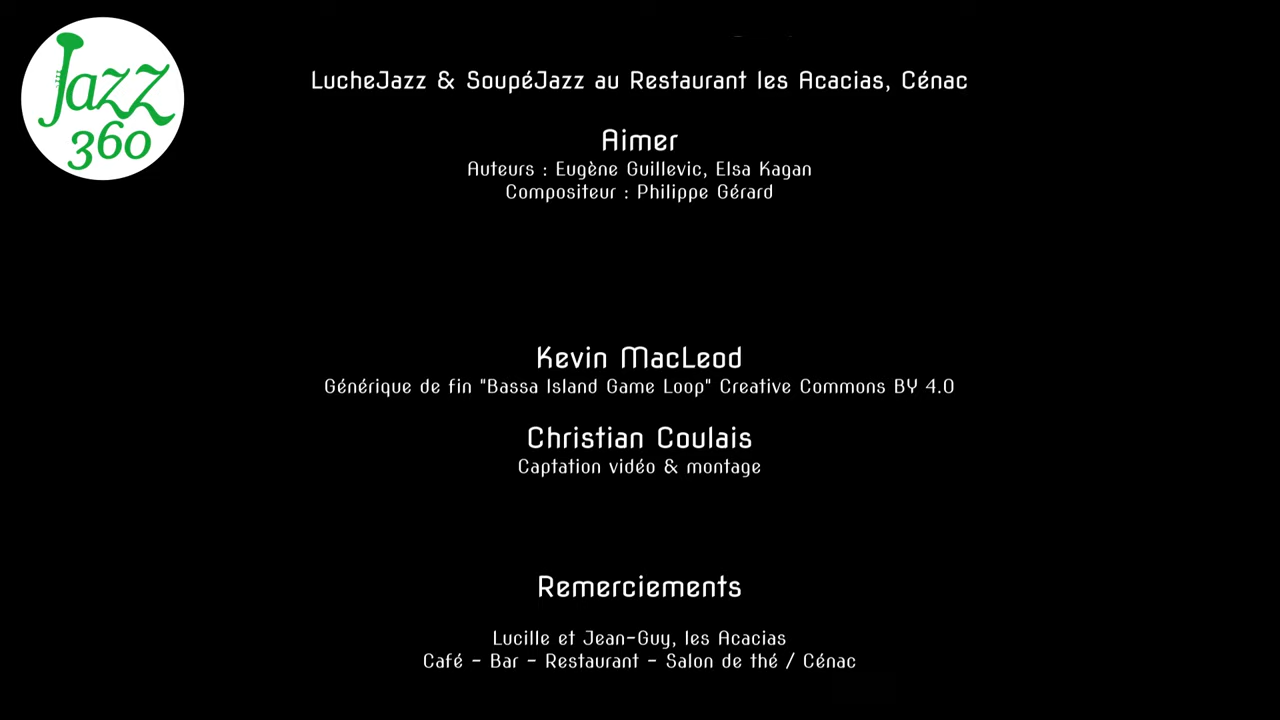 Jazz
360
LucheJazz & SoupéJazz au Restaurant les Acacias, Cénac
Aimer
Auteurs : Eugène Guillevic, Elsa Kagan
Compositeur : Philippe Gérard
Kevin MacLeod
Générique de fin "Bassa Island Game Loop" Creative Commons BY 4.0
Christian Coulais
Captation vidéo & montage
Remerciements
Lucille et Jean-Guy, les Acacias
Café - Bar - Restaurant - Salon de thé / Cénac